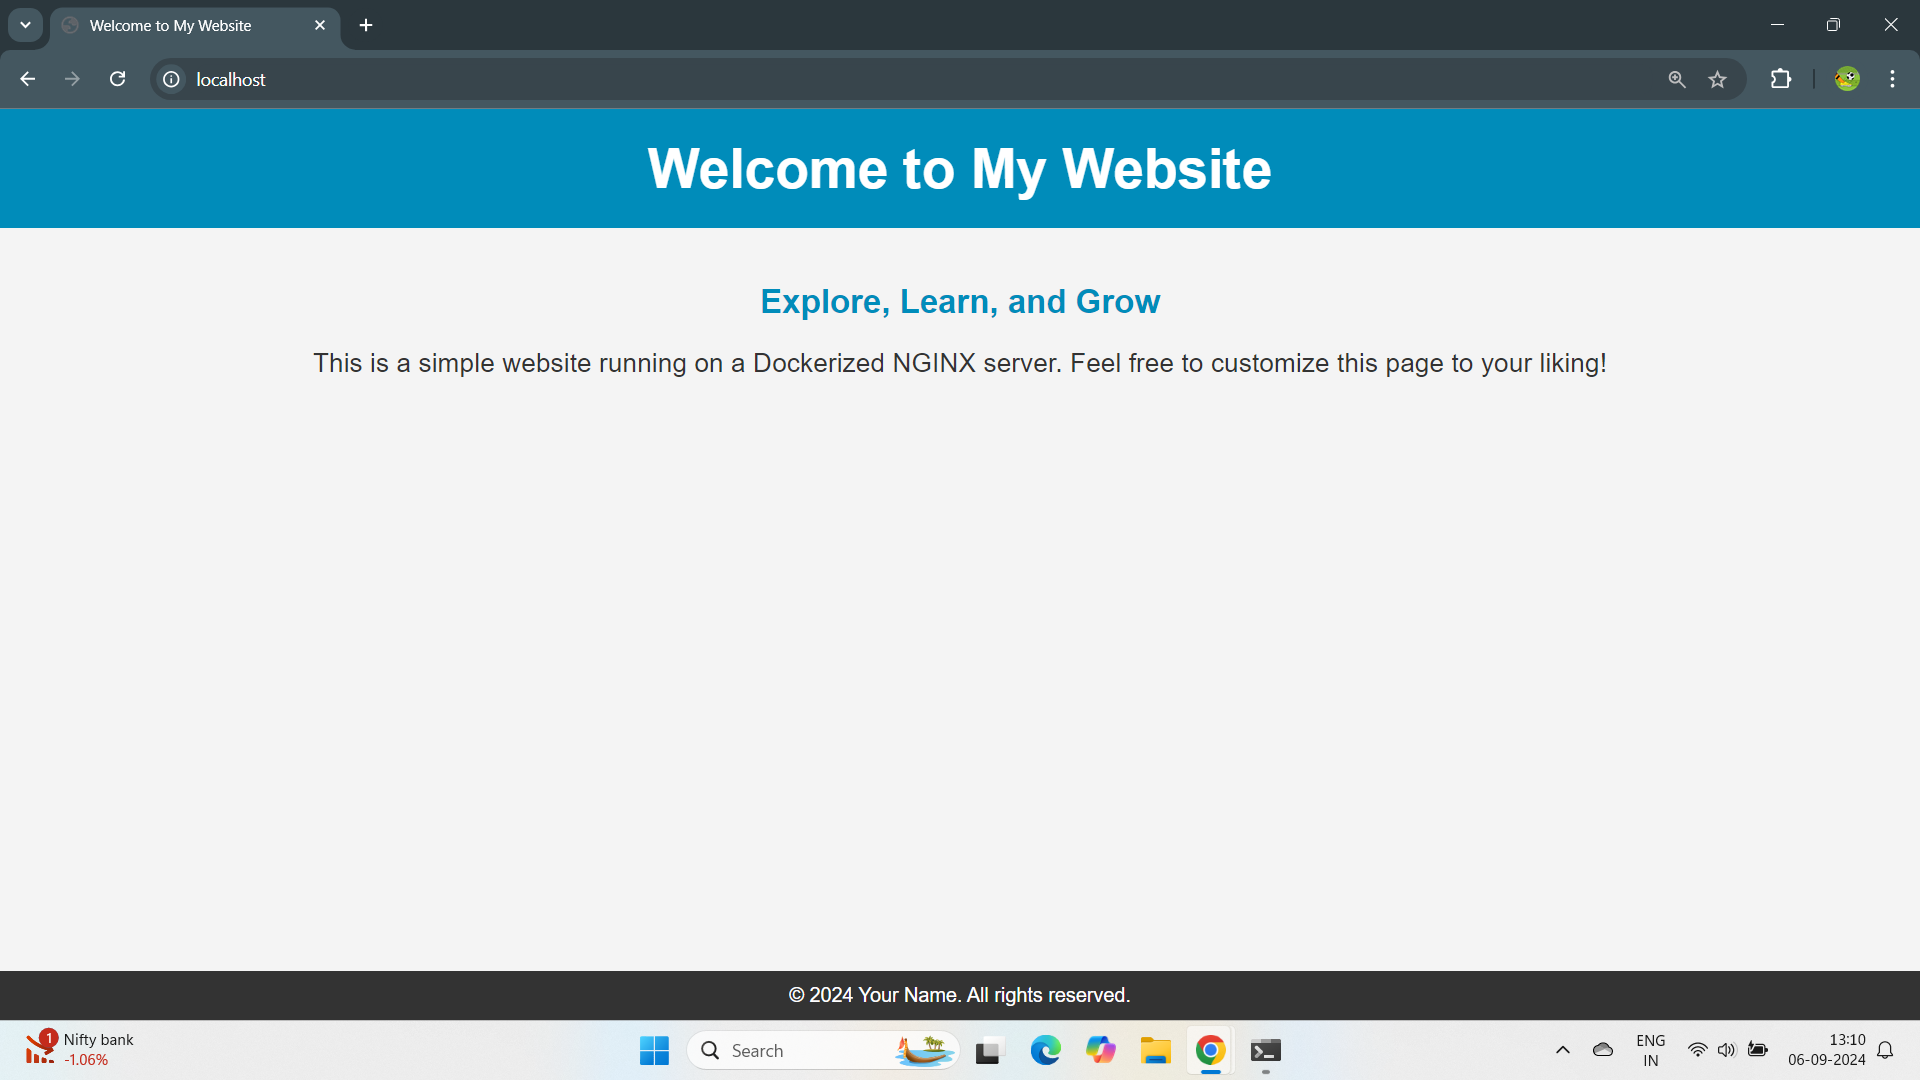 Welcome to My Website
localhost
Welcome to My Website
Explore, Learn, and Grow
This is a simple website running on a Dockerized NGINX server. Feel free to customize this page to your liking!
© 2024 Your Name. All rights reserved.
1
Nifty bank
-1.06%
Search
ENG
IN
13:10
06-09-2024